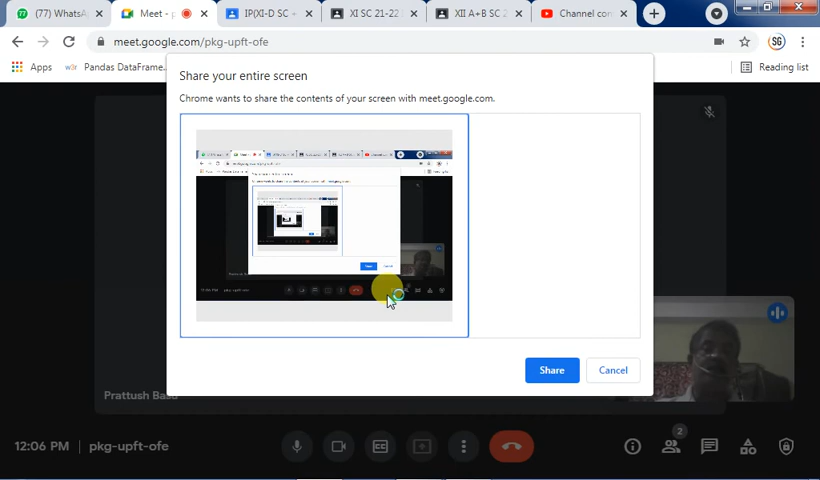 (77) WhatsA
Meet - p
IP(XI-D SC +
XI SC 21-22
XII A+B SC 2
Channel con
meet.google.com/pkg-upft-ofe
SG
Apps
w3r
Pandas DataFrame...
Reading list
Share your entire screen
Chrome wants to share the contents of your screen with meet.google.com.
Share
Cancel
Prattush Basu
12:06 PM
pkg-upft-ofe
2